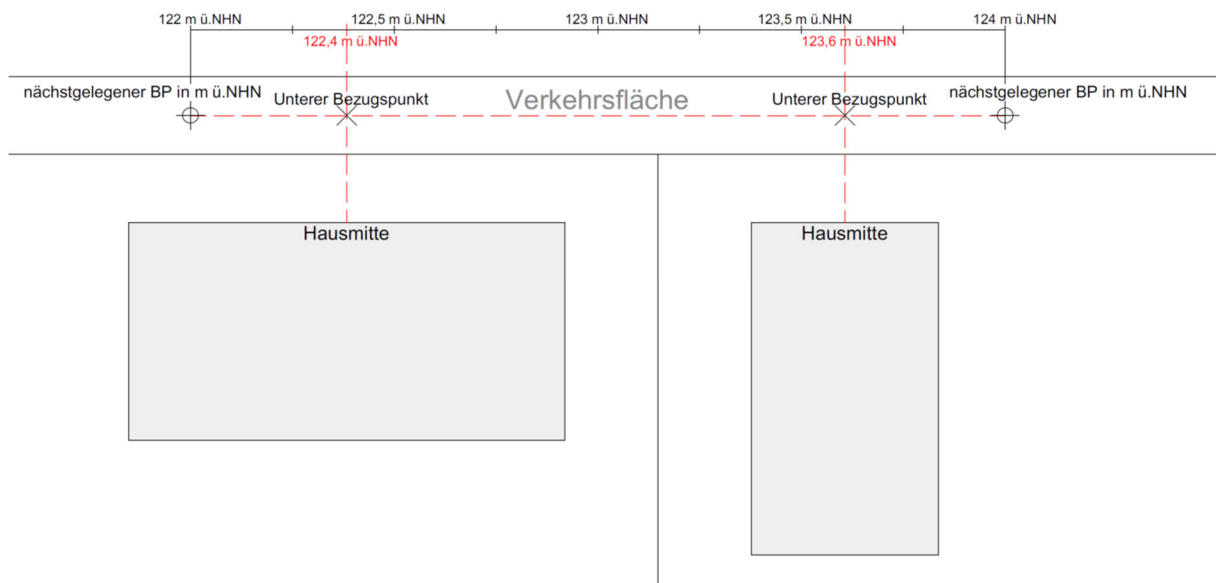 122 m ü.NHN
122,5 m ü.NHN
123 m ü.NHN
123,5 m ü.NHN
124 m ü.NHN
122,4 m ü.NHN
123,6 m ü.NHN
nächstgelegener BP in m ü.NHN
Unterer Bezugspunkt
Verkehrsfläche
Unterer Bezugspunkt
nächstgelegener BP in m ü.NHN
Hausmitte
Hausmitte